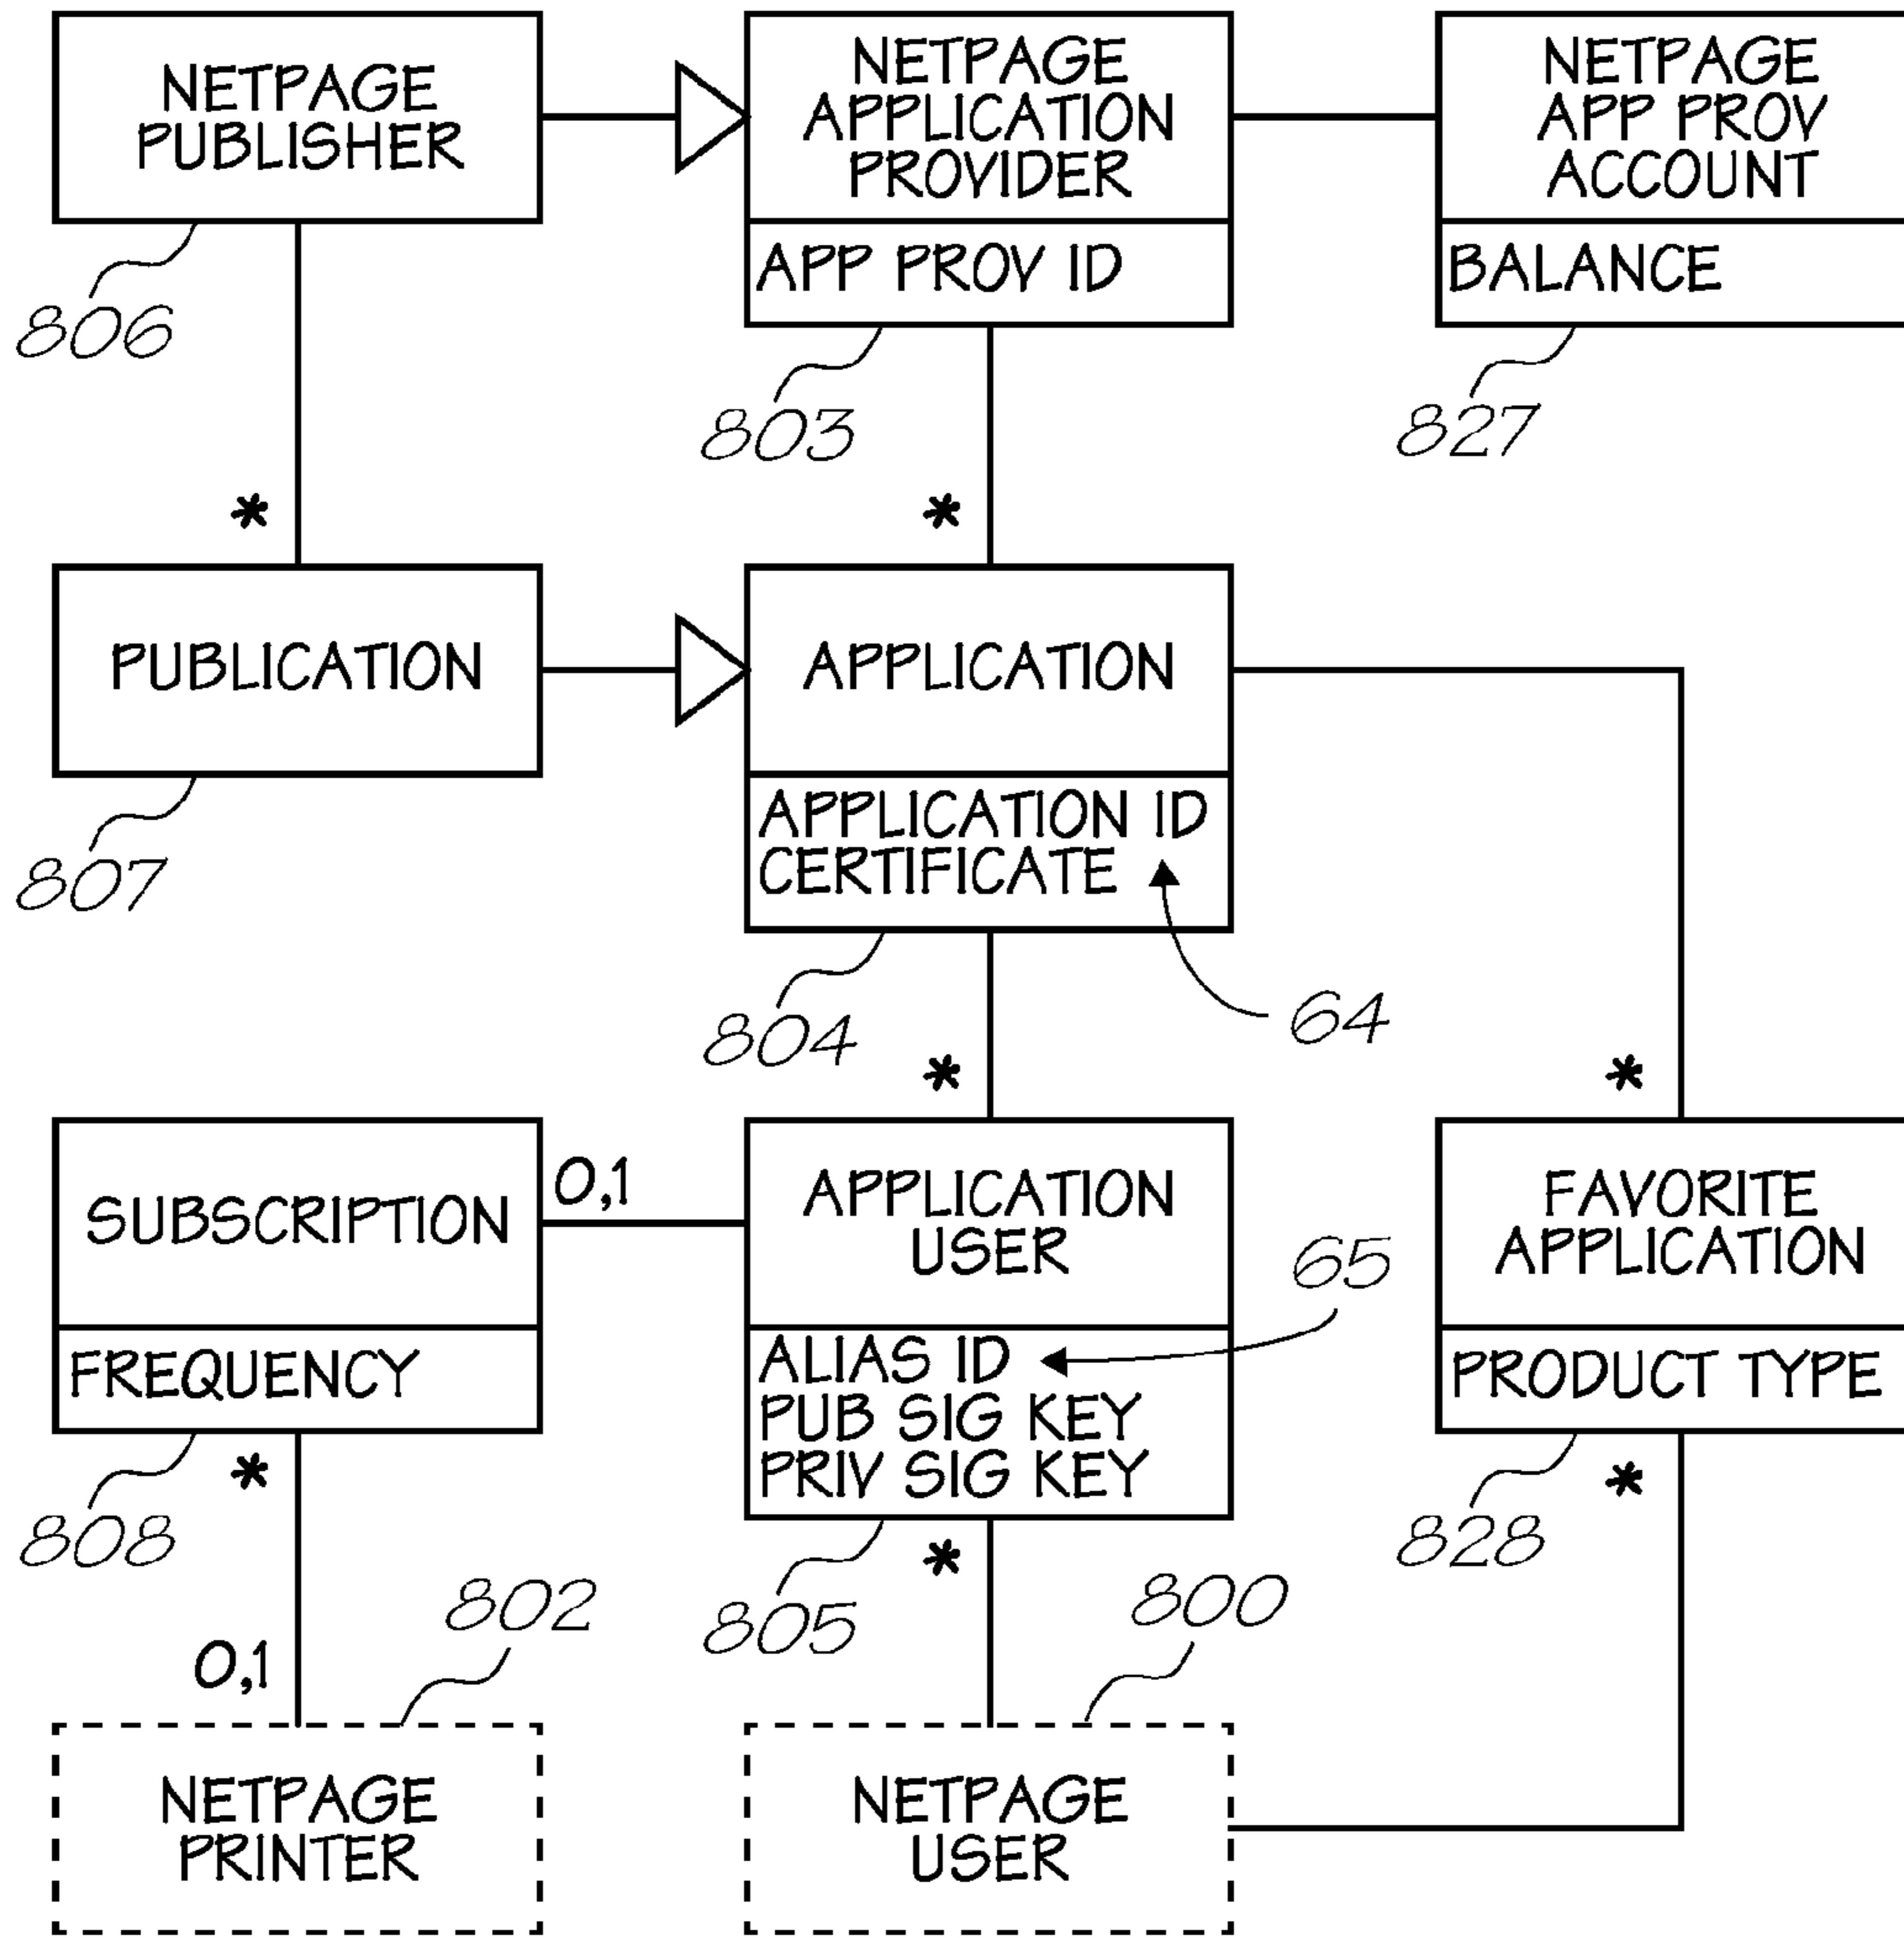 NETPAGE
PUBLISHER
NETPAGE
APPLICATION
PROVIDER
NETPAGE
APP PROV
ACCOUNT
APP PROV ID
BALANCE
806
803
827
*
*
PUBLICATION
APPLICATION
APPLICATION ID
CERTIFICATE
807
804
64
*
*
SUBSCRIPTION
0,1
APPLICATION
USER
FAVORITE
APPLICATION
65
FREQUENCY
ALIAS ID
PUB SIG KEY
PRIV SIG KEY
PRODUCT TYPE
*
*
808
805
*
828
802
800
0,1
NETPAGE
PRINTER
NETPAGE
USER